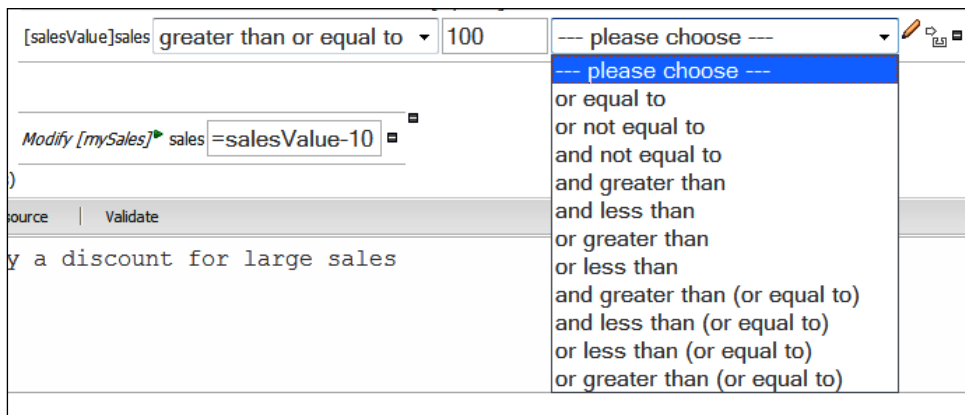 [salesValue]sales greater than or equal to 100 --- please choose ---
--- please choose ---
or equal to
or not equal to
and not equal to
and greater than
and less than
or greater than
or less than
and greater than (or equal to)
and less than (or equal to)
or less than (or equal to)
or greater than (or equal to)
Modify [mySales] sales =salesValue-10
)
source | Validate
y a discount for large sales